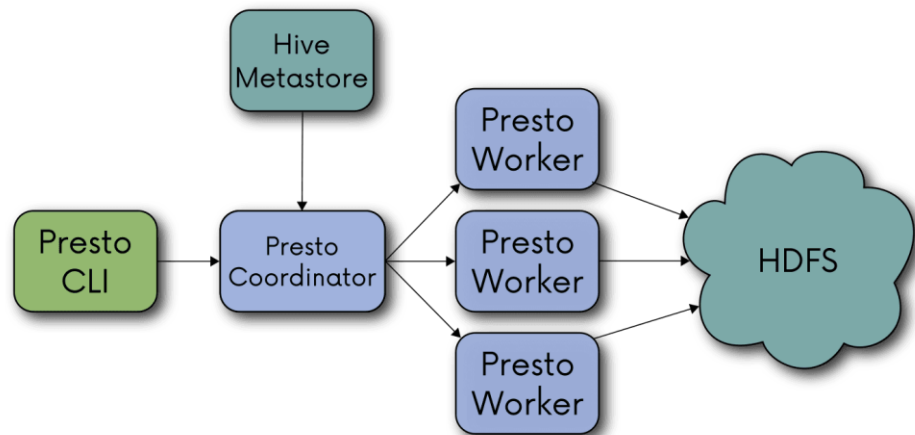 Hive
Metastore
Presto
Worker
Presto
CLI
Presto
Coordinator
Presto
Worker
HDFS
Presto
Worker